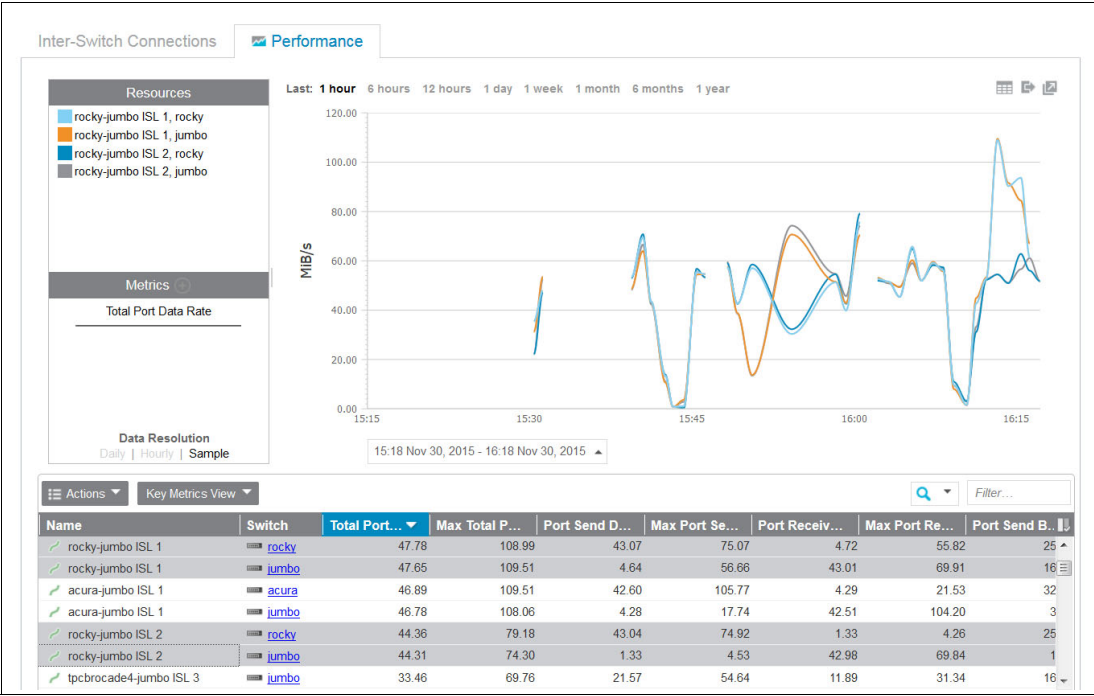 Inter-Switch Connections
Performance
Resources
rocky-jumbo ISL 1, rocky
rocky-jumbo ISL 1, jumbo
rocky-jumbo ISL 2, rocky
rocky-jumbo ISL 2, jumbo
Metrics
Total Port Data Rate
Data Resolution
Daily | Hourly | Sample
Last: 1 hour 6 hours 12 hours 1 day 1 week 1 month 6 months 1 year
MiB/s
120.00
100.00
80.00
60.00
40.00
20.00
0.00
15:15 15:30 15:45 16:00 16:15
15:18 Nov 30, 2015 - 16:18 Nov 30, 2015
Actions Key Metrics View Filter...
Name Switch Total Port... Max Total P... Port Send D... Max Port Se... Port Receiv... Max Port Re... Port Send B..
rocky-jumbo ISL 1 rocky 47.78 108.99 43.07 75.07 4.72 55.82 25
rocky-jumbo ISL 1 jumbo 47.65 109.51 4.64 56.66 43.01 69.91 16
acura-jumbo ISL 1 acura 46.89 109.51 42.60 105.77 4.29 21.53 32
acura-jumbo ISL 1 jumbo 46.78 108.06 4.28 17.74 42.51 104.20 3
rocky-jumbo ISL 2 rocky 44.36 79.18 43.04 74.92 1.33 4.26 25
rocky-jumbo ISL 2 jumbo 44.31 74.30 1.33 4.53 42.98 69.84 1
tpcbrocade4-jumbo ISL 3 jumbo 33.46 69.76 21.57 54.64 11.89 31.34 16